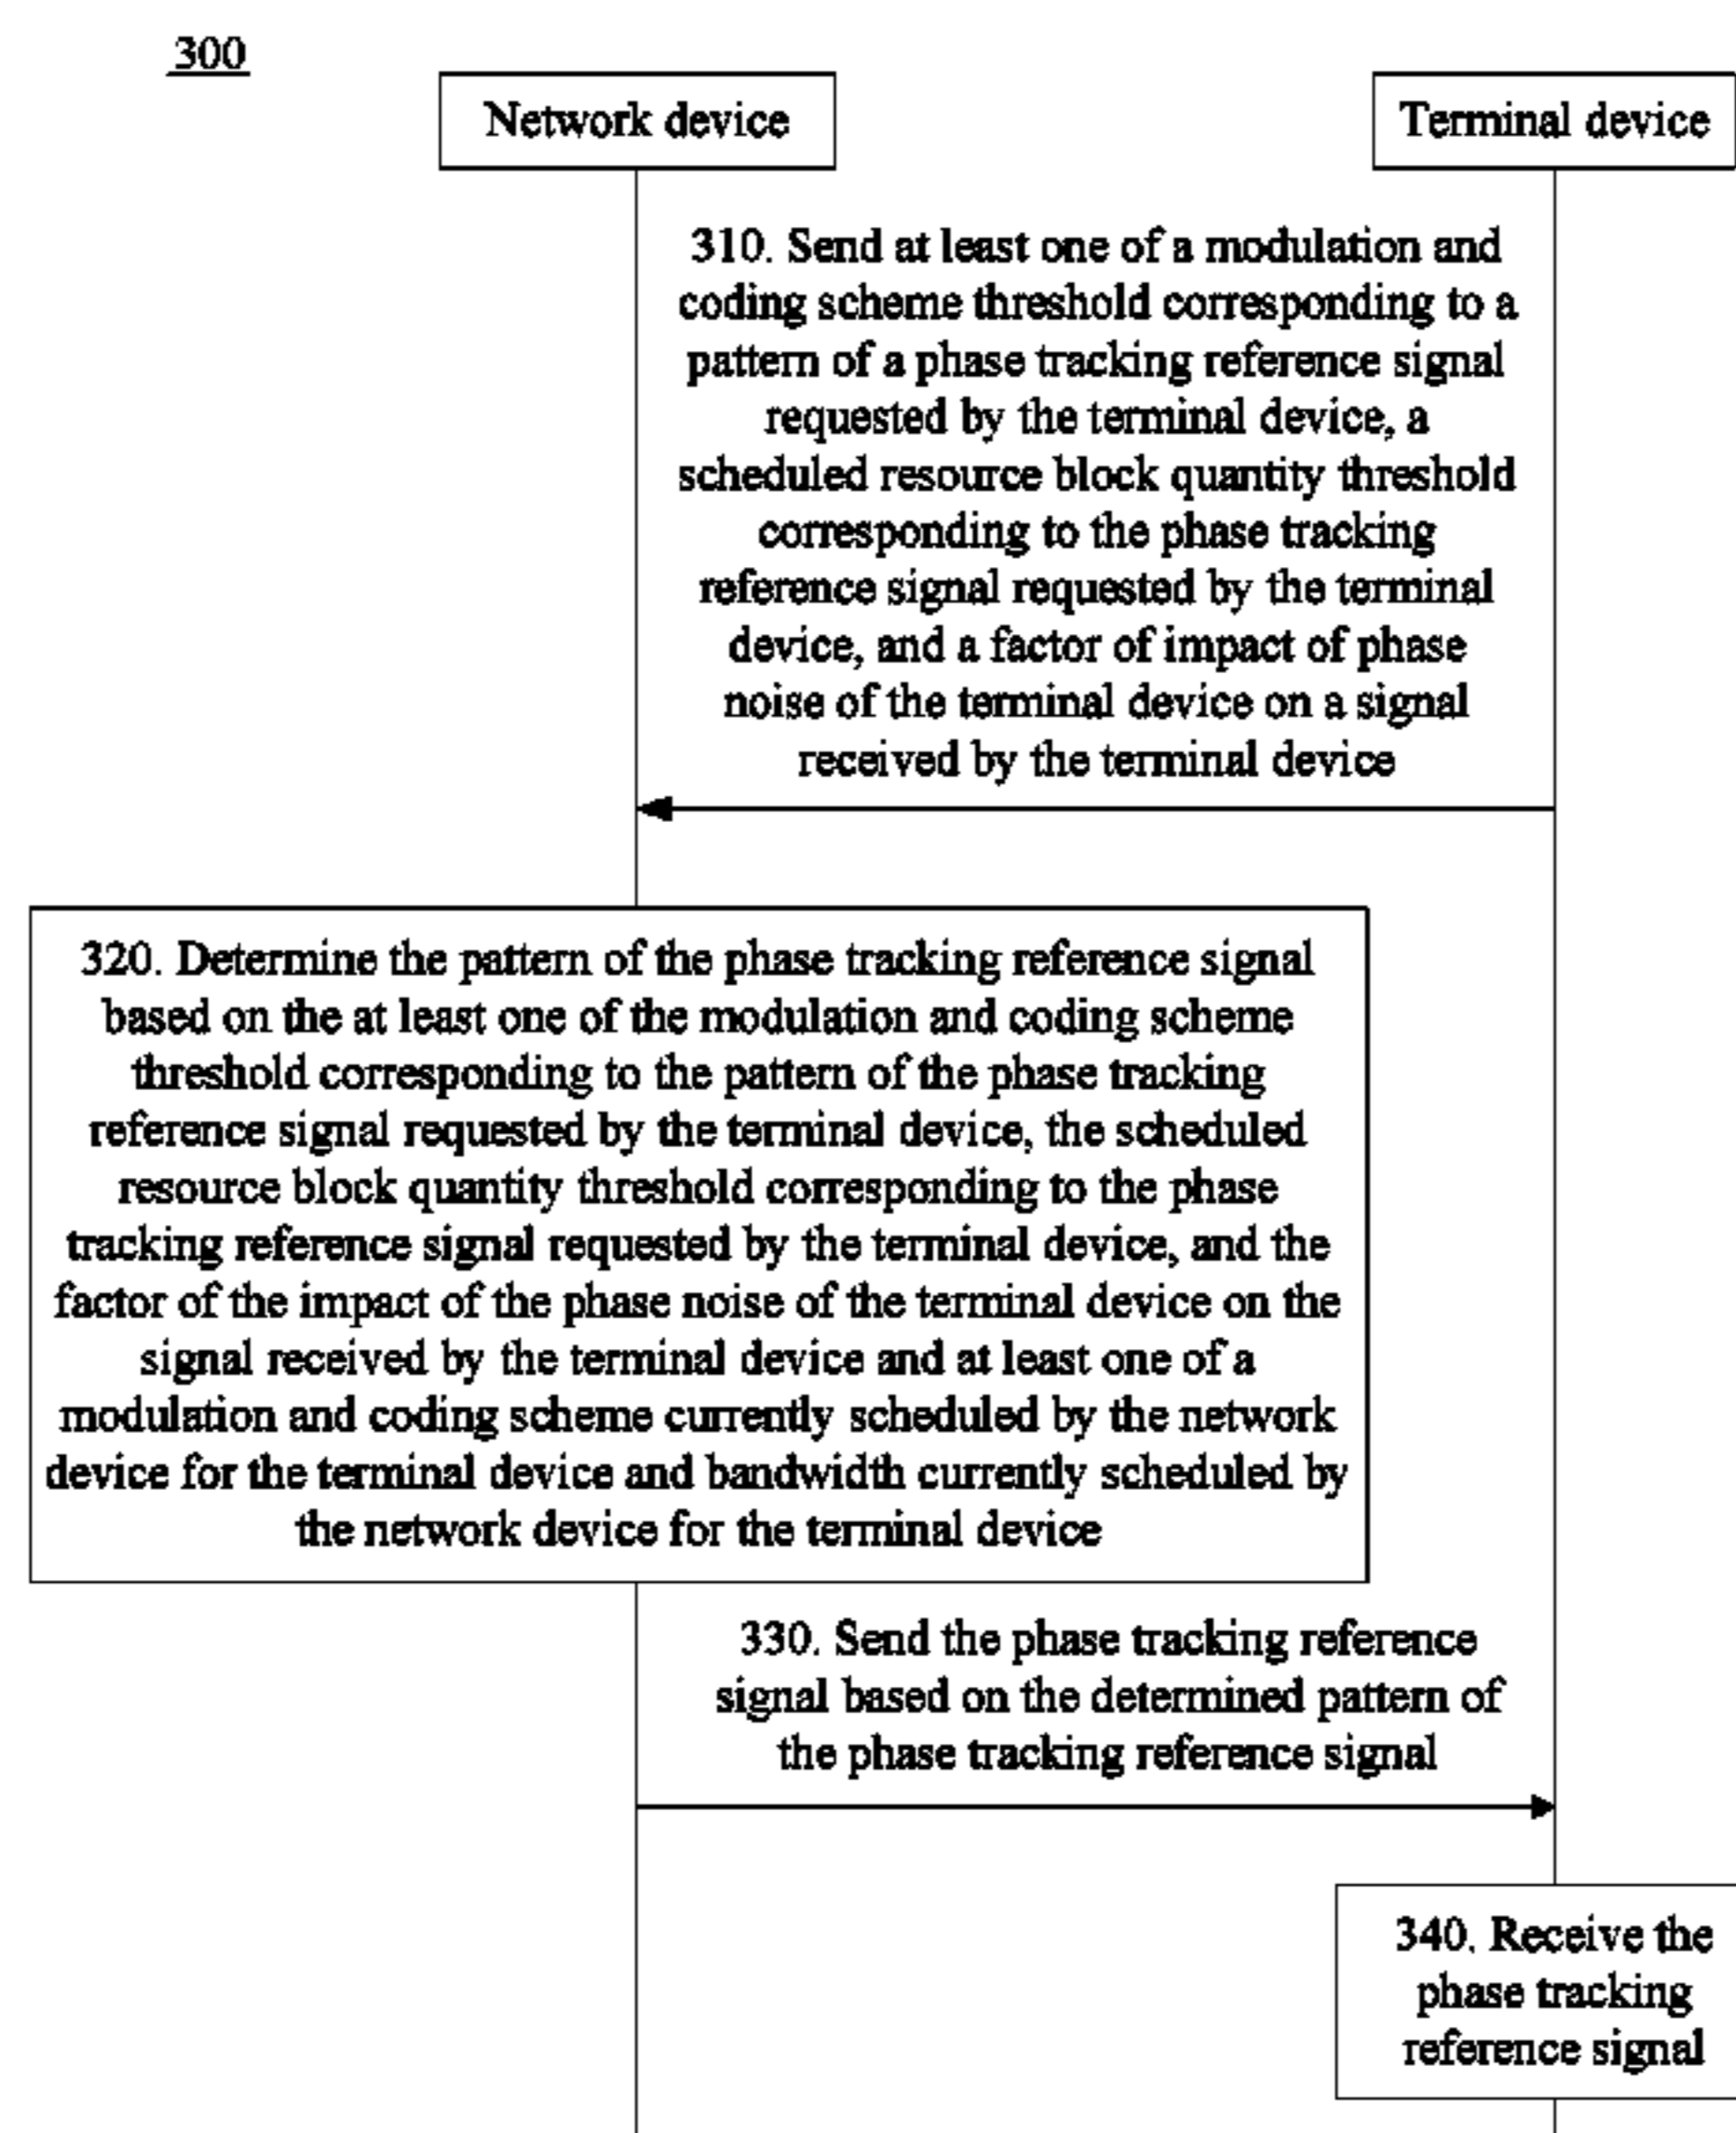 300
Network device
Terminal device
310. Send at least one of a modulation and
coding scheme threshold corresponding to a
pattern of a phase tracking reference signal
requested by the terminal device, a
scheduled resource block quantity threshold
corresponding to the phase tracking
reference signal requested by the terminal
device, and a factor of impact of phase
noise of the terminal device on a signal
received by the terminal device
320. Determine the pattern of the phase tracking reference signal
based on the at least one of the modulation and coding scheme
threshold corresponding to the pattern of the phase tracking
reference signal requested by the terminal device, the scheduled
resource block quantity threshold corresponding to the phase
tracking reference signal requested by the terminal device, and the
factor of the impact of the phase noise of the terminal device on the
signal received by the terminal device and at least one of a
modulation and coding scheme currently scheduled by the network
device for the terminal device and bandwidth currently scheduled by
the network device for the terminal device
330. Send the phase tracking reference
signal based on the determined pattern of
the phase tracking reference signal
340. Receive the
phase tracking
reference signal